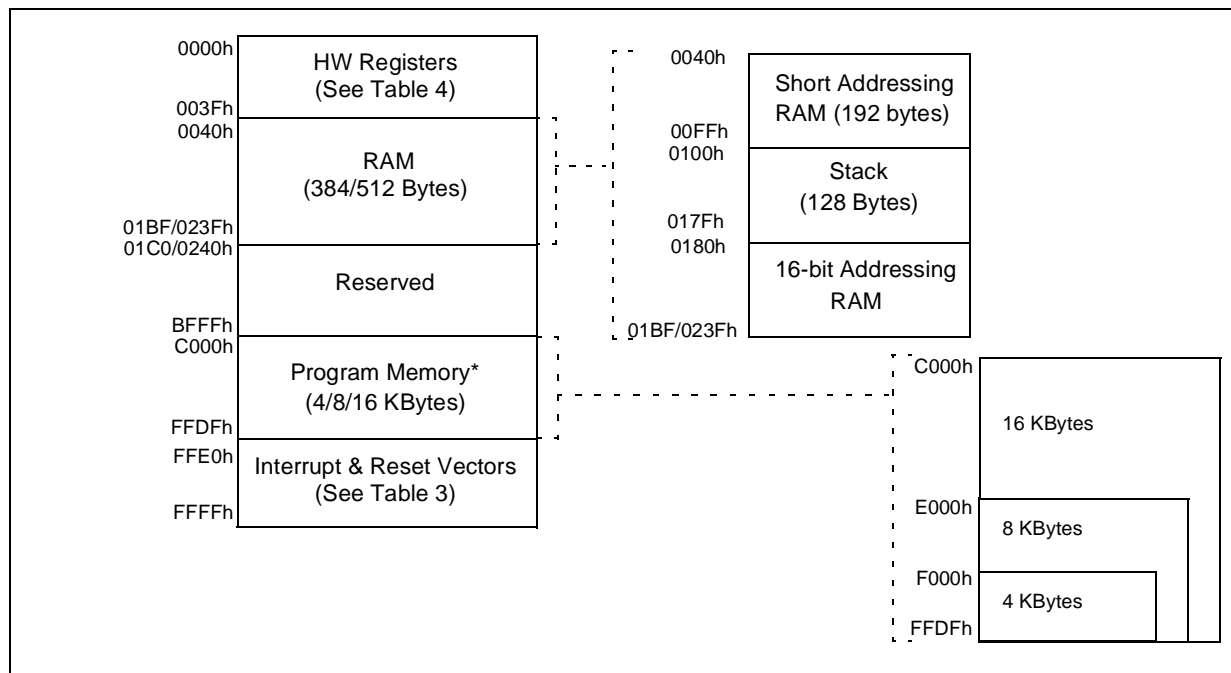 0000h
HW Registers
(See Table 4)
003Fh
0040h
RAM
(384/512 Bytes)
01BF/023Fh
01C0/0240h
Reserved
BFFFh
C000h
Program Memory*
(4/8/16 KBytes)
FFDFh
FFE0h
Interrupt & Reset Vectors
(See Table 3)
FFFFh
0040h
Short Addressing
RAM (192 bytes)
00FFh
0100h
Stack
(128 Bytes)
017Fh
0180h
16-bit Addressing
RAM
01BF/023Fh
C000h
16 KBytes
E000h
8 KBytes
F000h
4 KBytes
FFDFh